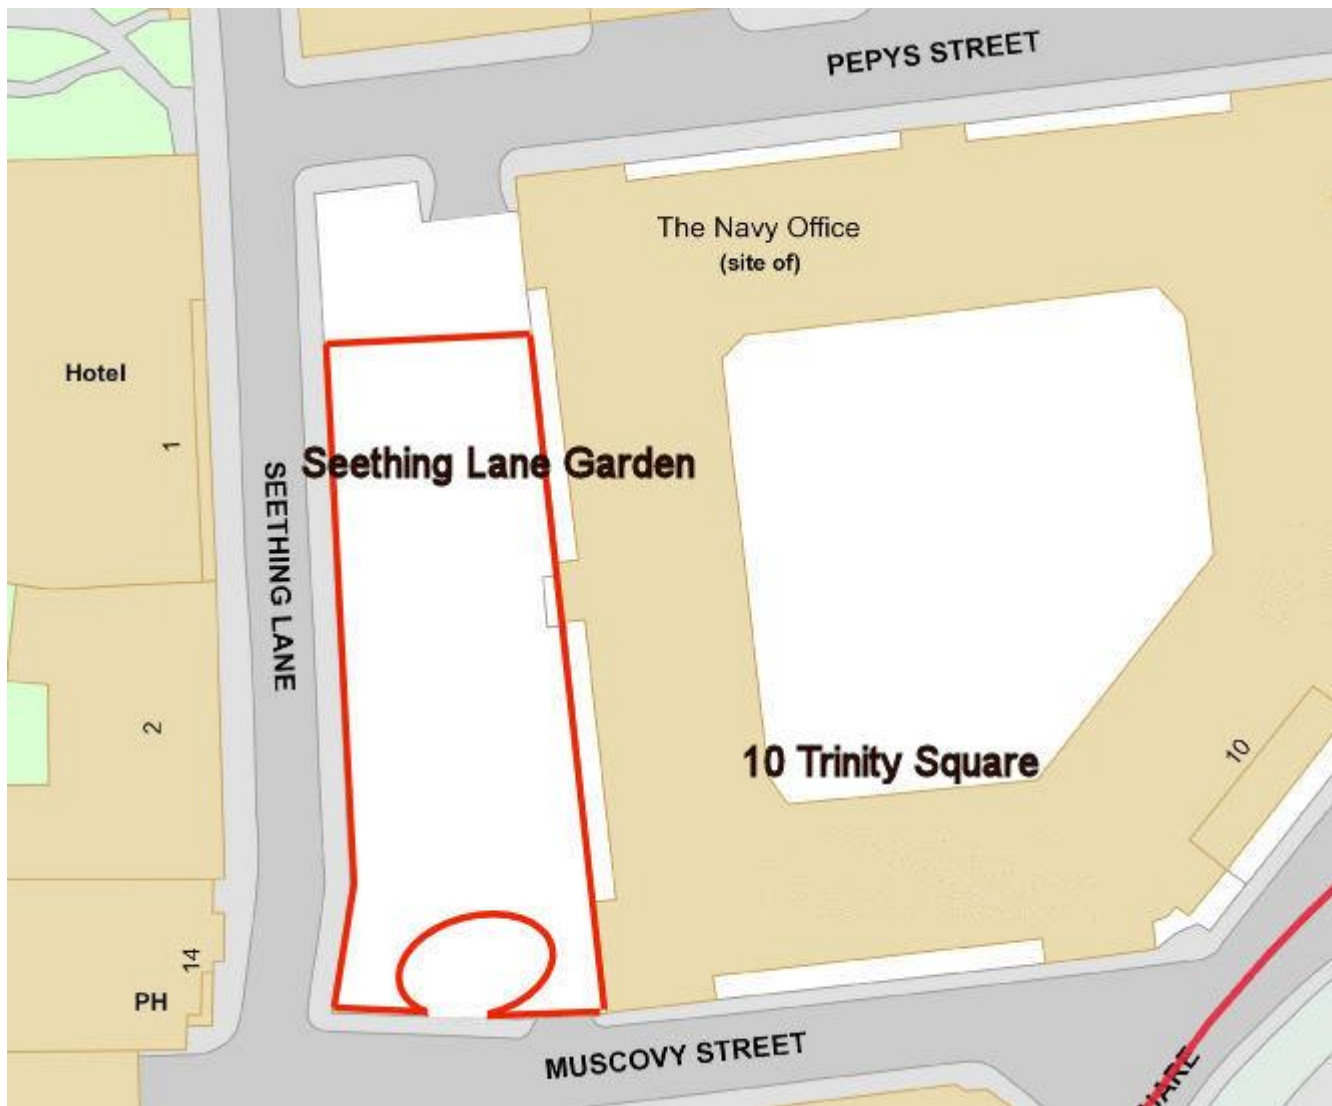 PEPYS STREET
The Navy Office
(site of)
Hotel
1
Seething Lane Garden
SEETHING LANE
2
10 Trinity Square
10
14
PH
MUSCOVY STREET